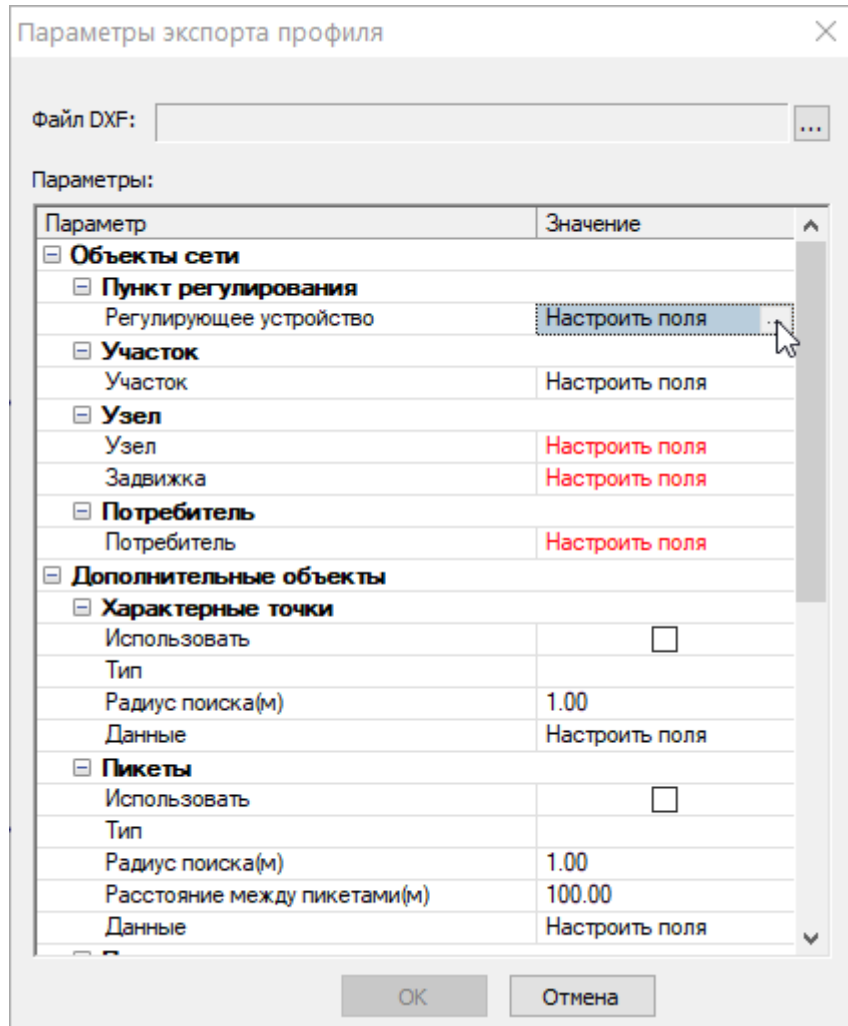 Параметры экспорта профиля
Файл DXF: ...
Параметры:
Параметр Значение
Объекты сети
Пункт регулирования
Регулирующее устройство Настроить поля ...
Участок
Участок Настроить поля
Узел
Узел Настроить поля
Задвижка Настроить поля
Потребитель
Потребитель Настроить поля
Дополнительные объекты
Характерные точки
Использовать
Тип
Радиус поиска(м) 1.00
Данные Настроить поля
Пикеты
Использовать
Тип
Радиус поиска(м) 1.00
Расстояние между пикетами(м) 100.00
Данные Настроить поля
OK Отмена